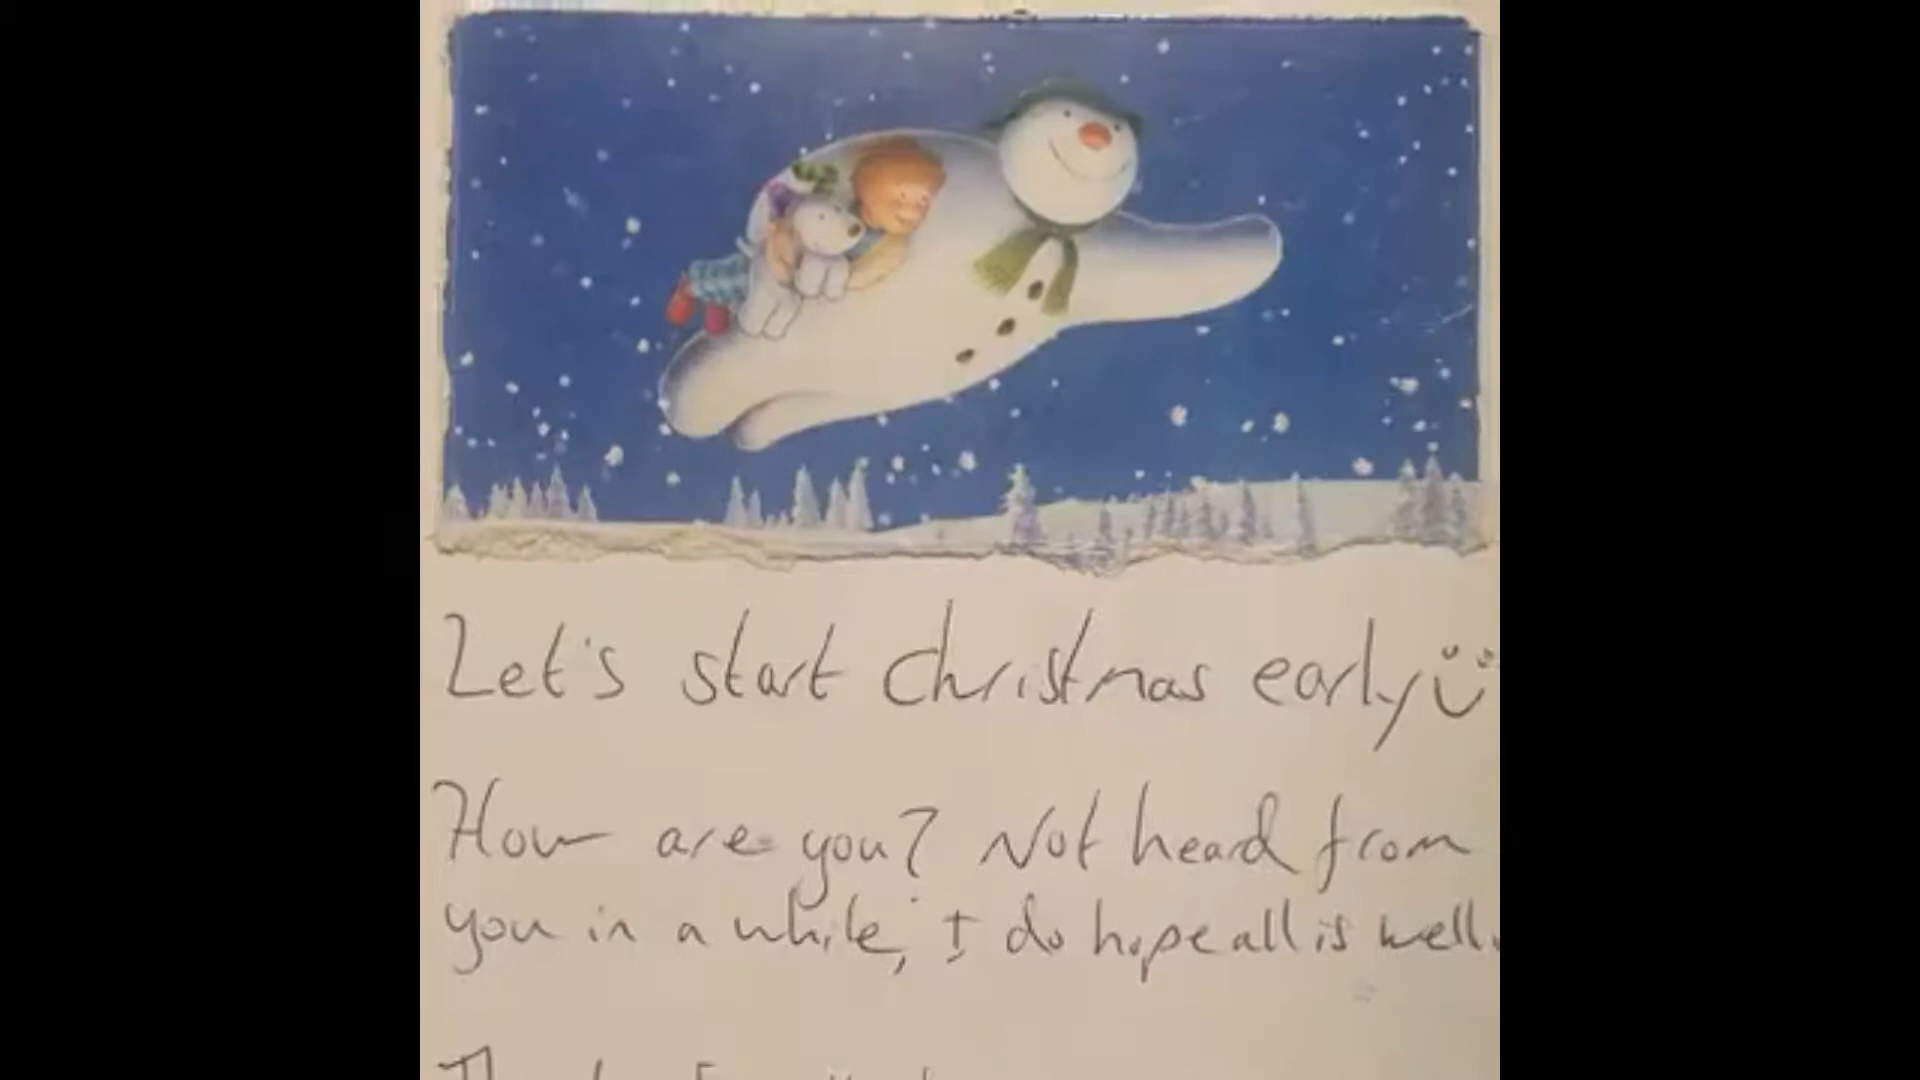 Let's start Christmas early
How are you? Not heard from
you in a while, I do hope all is well.